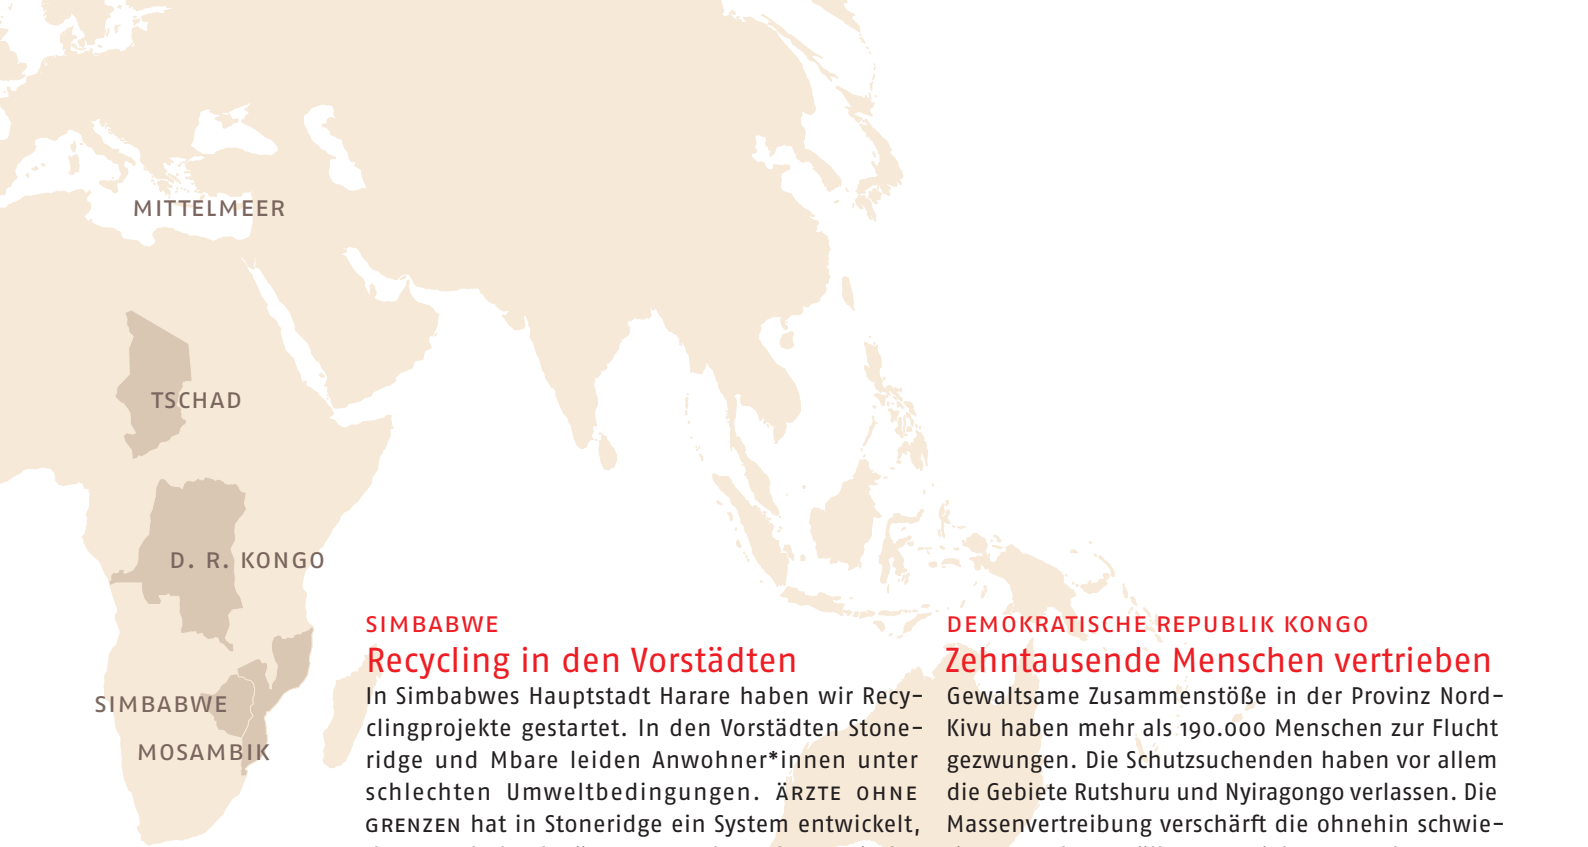 MITTELMEER
TSCHAD
D. R. KONGO
SIMBABWE
MOSAMBIK
SIMBABWE
Recycling in den Vorstädten
In Simbabwes Hauptstadt Harare haben wir Recy-
clingprojekte gestartet. In den Vorstädten Stone-
ridge und Mbare leiden Anwohner*innen unter
schlechten Umweltbedingungen. ÄRZTE OHNE
GRENZEN hat in Stoneridge ein System entwickelt,
DEMOKRATISCHE REPUBLIK KONGO
Zehntausende Menschen vertrieben
Gewaltsame Zusammenstöße in der Provinz Nord-
Kivu haben mehr als 190.000 Menschen zur Flucht
gezwungen. Die Schutzsuchenden haben vor allem
die Gebiete Rutshuru und Nyiragongo verlassen. Die
Massenvertreibung verschärft die ohnehin schwie-